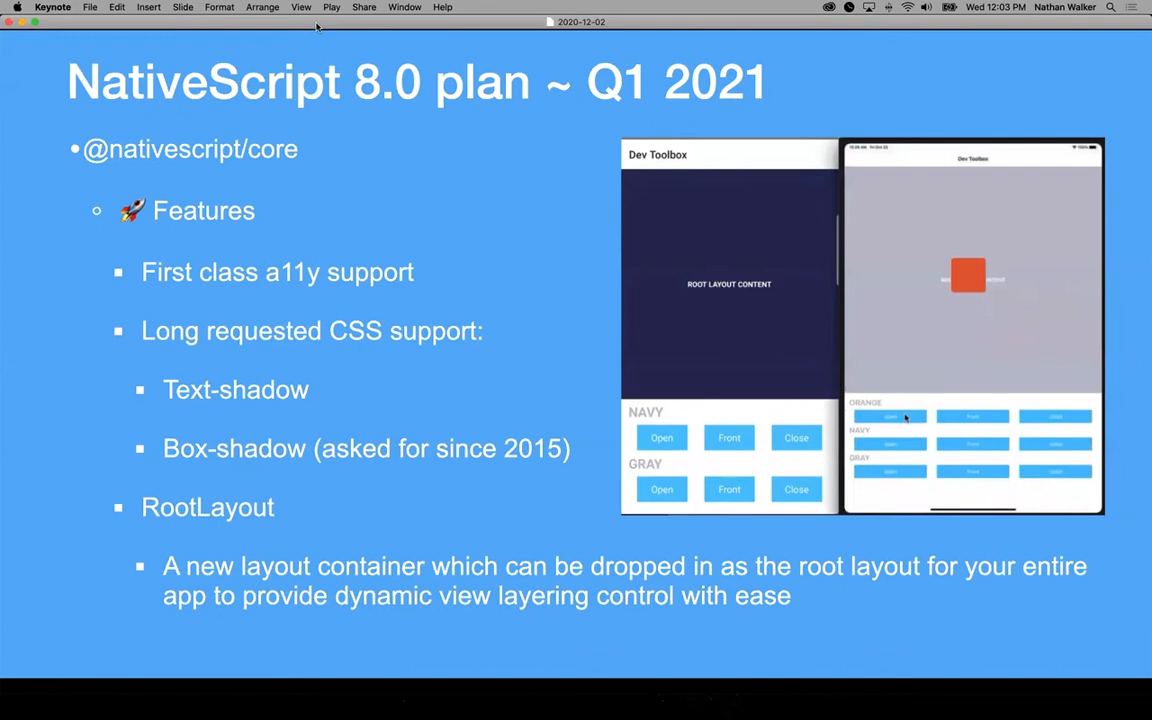 Keynote File Edit Insert Slide Format Arrange View Play Share Window Help
Wed 12:03 PM Nathan Walker
2020-12-02
NativeScript 8.0 plan ~ Q1 2021
•@nativescript/core
🚀 Features
First class a11y support
Long requested CSS support:
Text-shadow
Box-shadow (asked for since 2015)
RootLayout
A new layout container which can be dropped in as the root layout for your entire
app to provide dynamic view layering control with ease
Dev Toolbox
ROOT LAYOUT CONTENT
NAVY
Open Front Close
GRAY
Open Front Close
Dev Toolbox
ORANGE
NAVY
GRAY